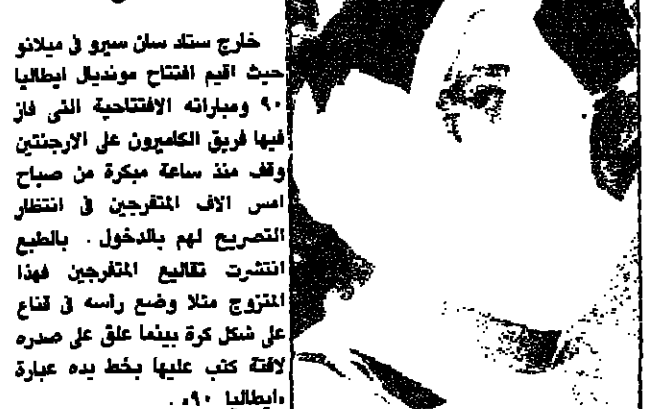 خارج ستاد سان سيرو في ميلانو
حيث اقيم افتتاح مونديال ايطاليا
٩٠ ومباراته الافتتاحية التي فاز
فيها فريق الكاميرون على الارجنتين
وقف منذ ساعة مبكرة من صباح
امس الاف المتفرجين في انتظار
التصريح لهم بالدخول . بالطبع
انتشرت تقاليع المتفرجين فهذا
المتزوج مثلا وضع راسه في قناع
على شكل كرة بينما علق على صدره
لافتة كتب عليها بخط يده عبارة
«ايطاليا ٩٠» .